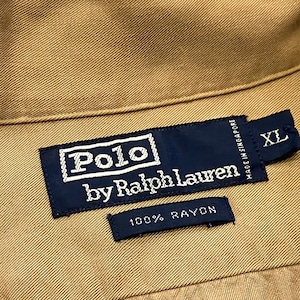 Polo
by Ralph Lauren
MADE IN SINGAPORE
XL
100% RAYON